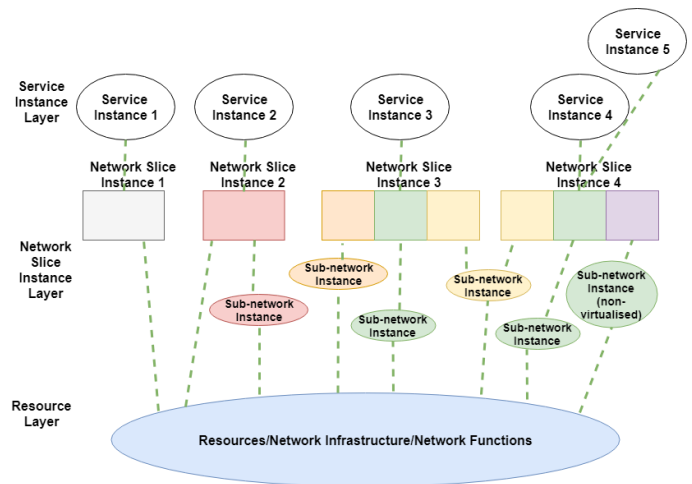 Service
Instance 5
Service
Instance
Layer
Service
Instance 1
Service
Instance 2
Service
Instance 3
Service
Instance 4
Network Slice
Instance 1
Network Slice
Instance 2
Network Slice
Instance 3
Network Slice
Instance 4
Network
Slice
Instance
Layer
Sub-network
Instance
Sub-network
Instance
Sub-network
Instance
Sub-network
Instance
(non-
virtualised)
Sub-network
Instance
Sub-network
Instance
Resource
Layer
Resources/Network Infrastructure/Network Functions